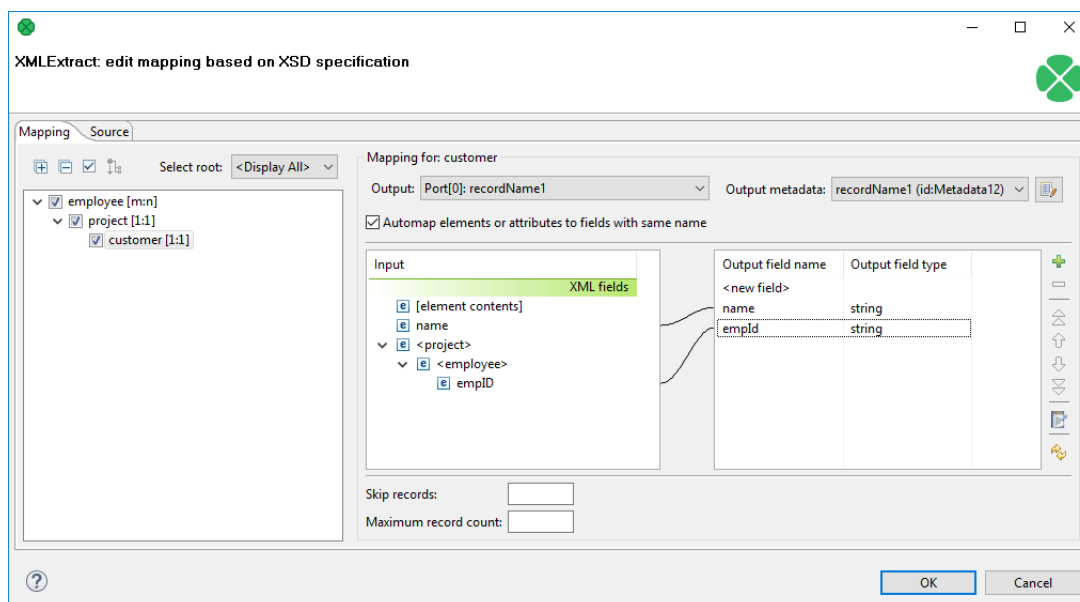 XMLExtract: edit mapping based on XSD specification
Mapping Source
Select root: <Display All>
employee [m:n]
project [1:1]
customer [1:1]
Mapping for: customer
Output: Port[0]: recordName1 Output metadata: recordName1 (id:Metadata12)
Automap elements or attributes to fields with same name
Input
XML fields
[element contents]
name
<project>
<employee>
empID
Output field name Output field type
<new field>
name string
empId string
Skip records:
Maximum record count:
OK Cancel